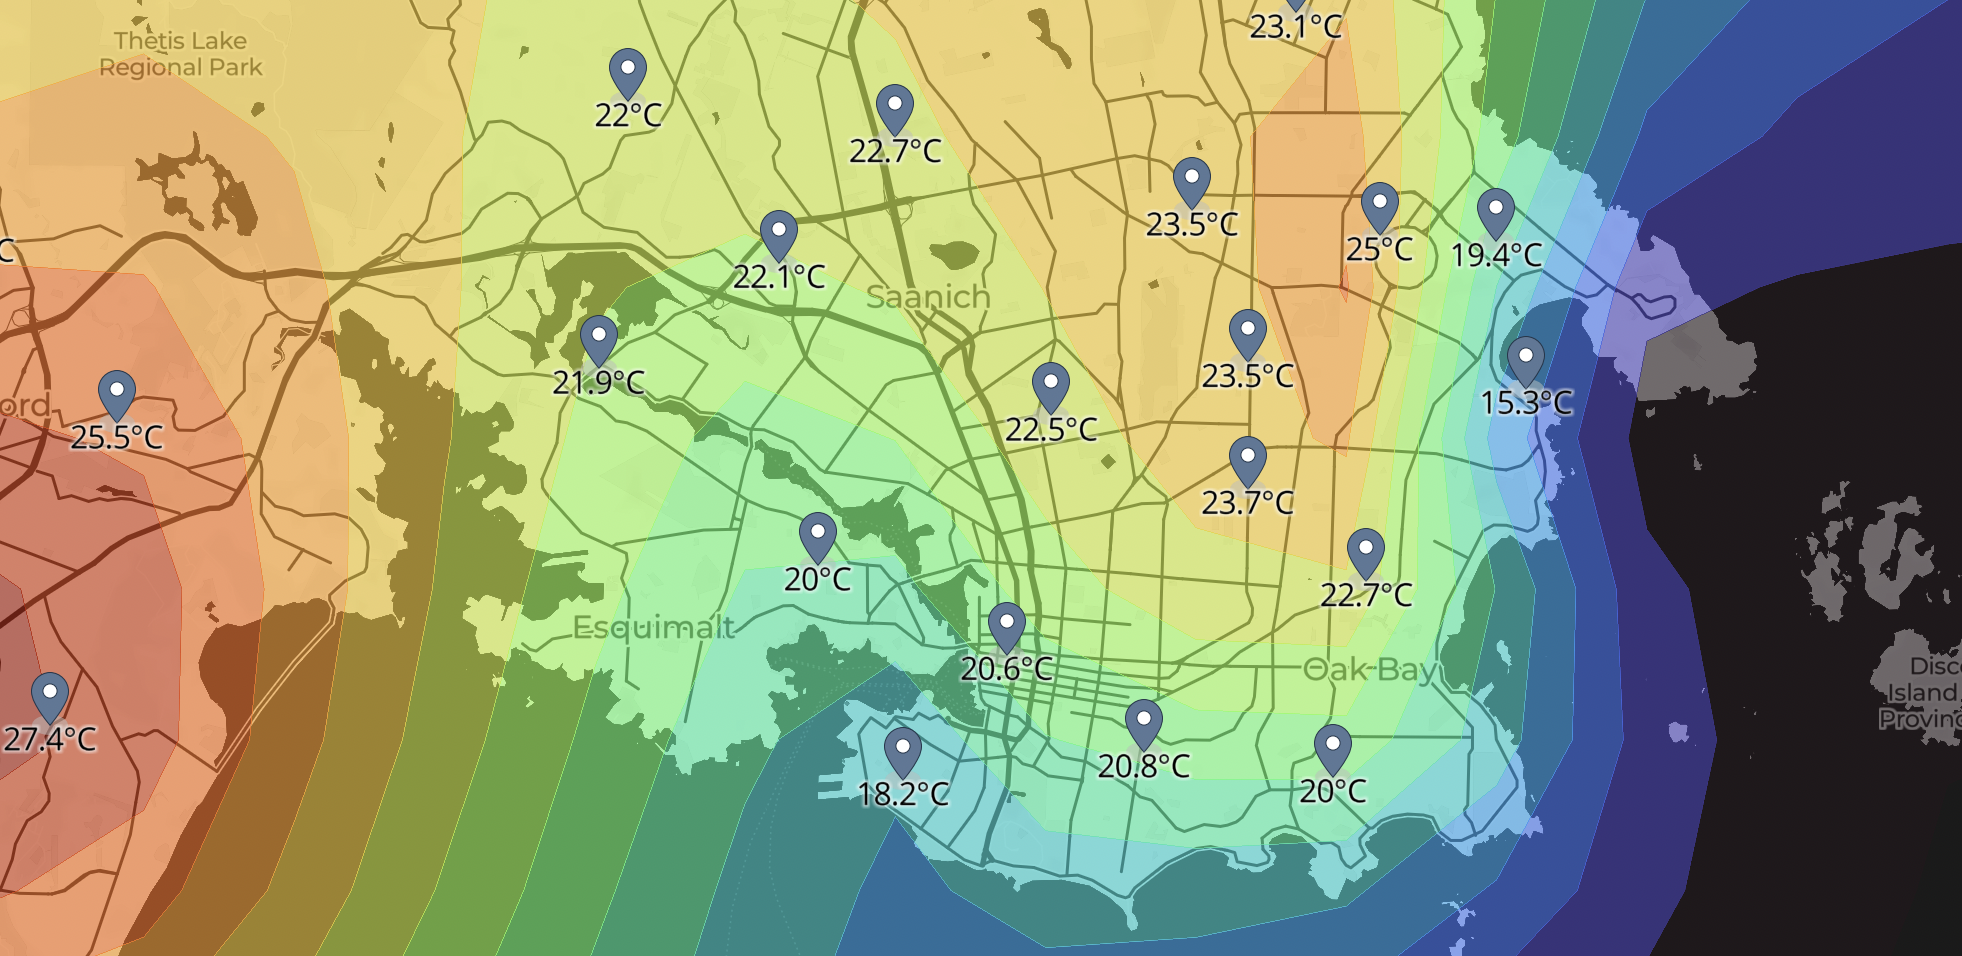 23.1°C
Thetis Lake
Regional Park
22°C
22.7°C
23.5°C
25°C
19.4°C
22.1°C
Saanich
21.9°C
23.5°C
15.3°C
ord
25.5°C
22.5°C
23.7°C
20°C
22.7°C
Esquimalt
20.6°C
Oak Bay
Disc
Island
Provinc
27.4°C
18.2°C
20.8°C
20°C